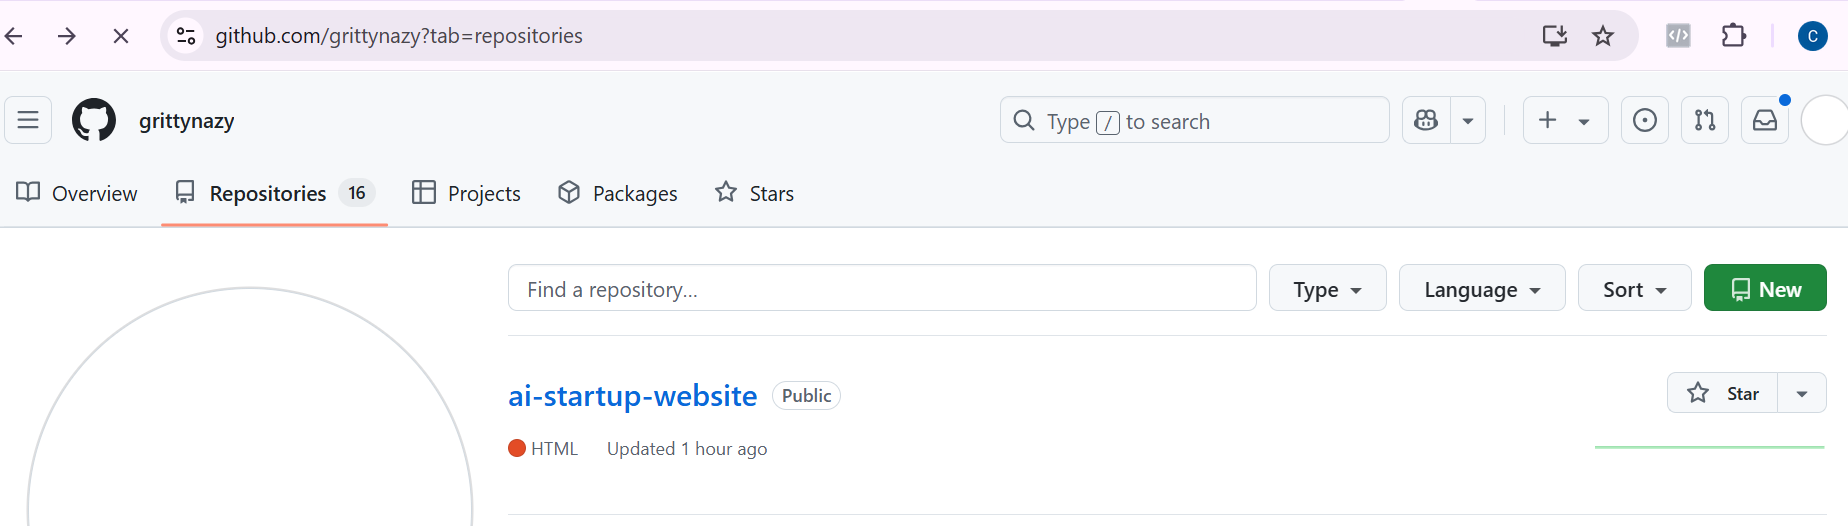 github.com/grittynazy?tab=repositories
C
grittynazy
Type / to search
Overview
Repositories 16
Projects
Packages
Stars
Find a repository...
Type
Language
Sort
New
ai-startup-website
Public
Star
HTML
Updated 1 hour ago